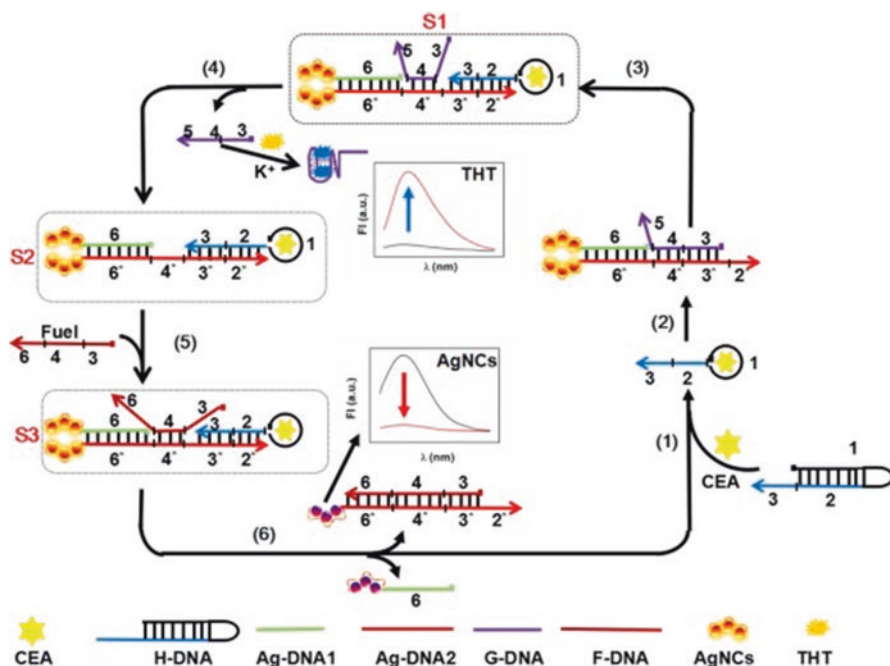 S1
5 3
6 4 3 2
1
6* 4* 3* 2*
(4)
(3)
5 4 3
K+
THT
FI (a.u.)
λ (nm)
S2
6 3 2
1
6* 4* 3* 2*
5
6 4 3
6* 4* 3* 2*
(2)
Fuel
6 4 3
(5)
AgNCs
FI (a.u.)
λ (nm)
3 2
1
S3
6
6 4 3 3 2
1
6* 4* 3* 2*
(1)
CEA
1
3 2
6 4 3
6* 4* 3* 2*
(6)
6
CEA H-DNA Ag-DNA1 Ag-DNA2 G-DNA F-DNA AgNCs THT